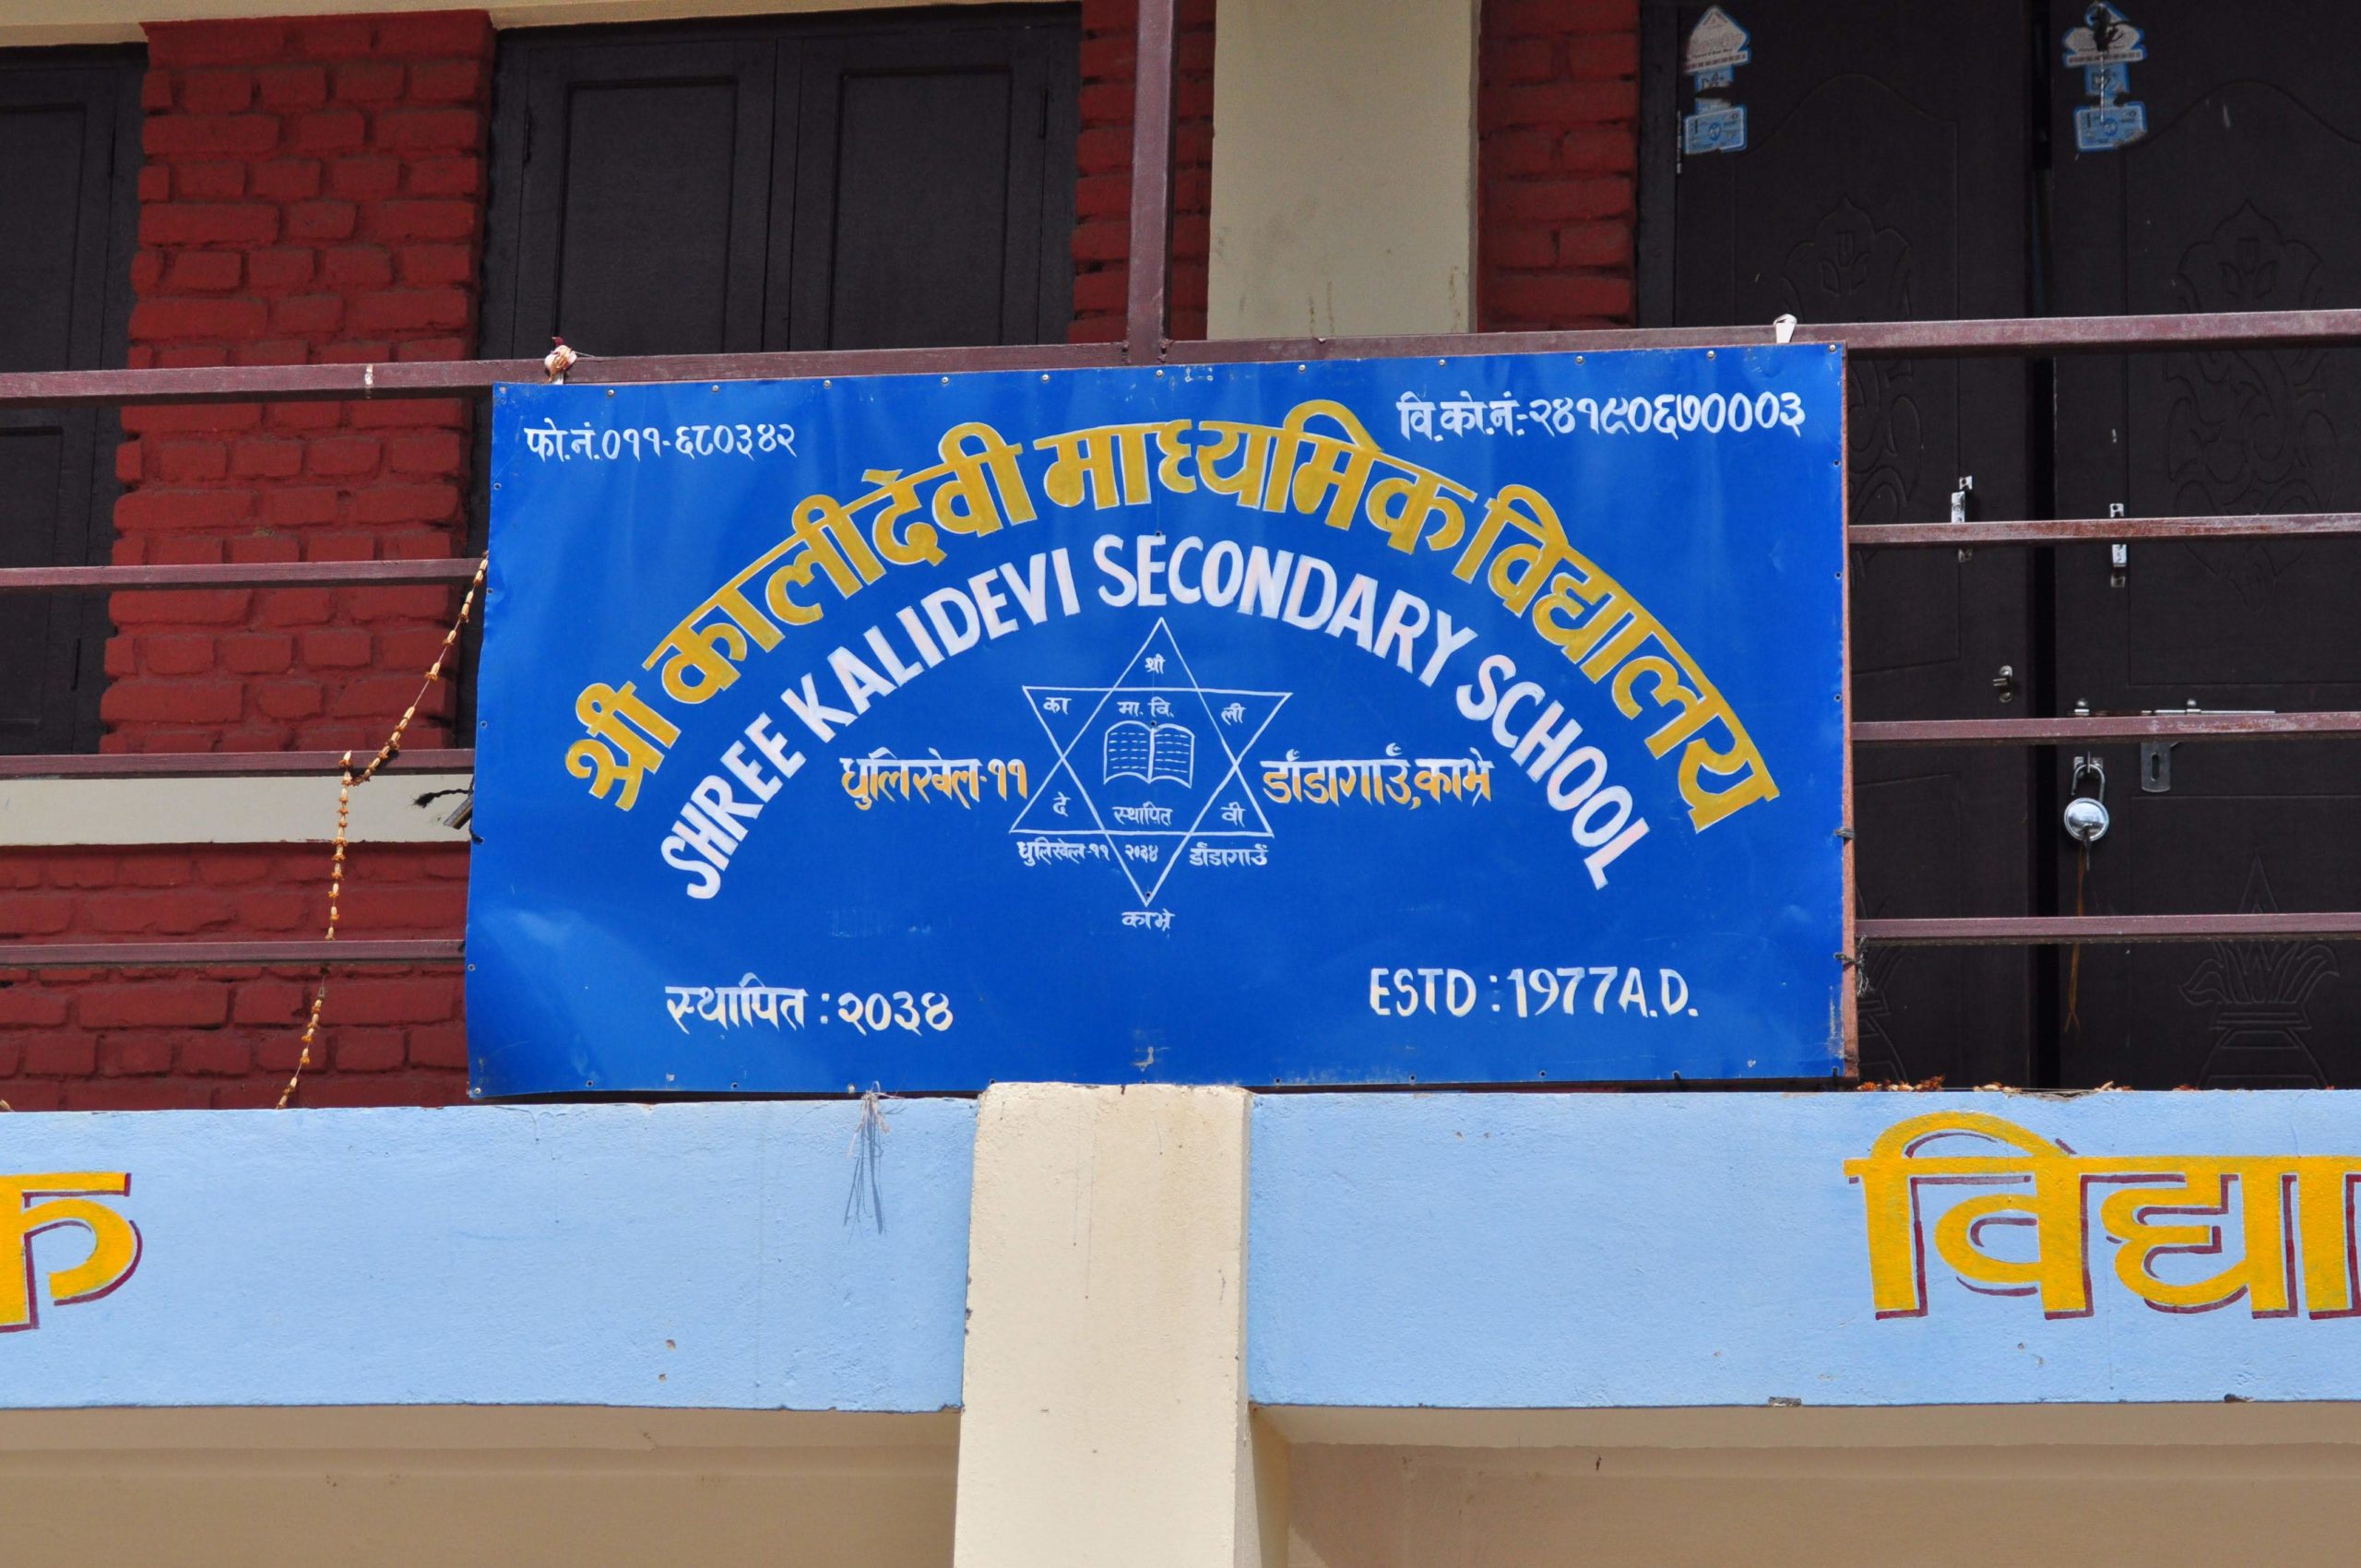 फो.नं.०११-६८०३४२
वि.को.नं:-२४१९०६७०००३
श्री कालीदेवी माध्यमिक विद्यालय
SHREE KALIDEVI SECONDARY SCHOOL
श्री
का मा. वि. ली
धुलिखेल-११
डाँडागाउँ,काभ्रे
दे स्थापित वी
धुलिखेल-११ २०३४ डाँडागाउँ
काभ्रे
स्थापित : २०३४
ESTD : 1977A.D.
क
विद्या